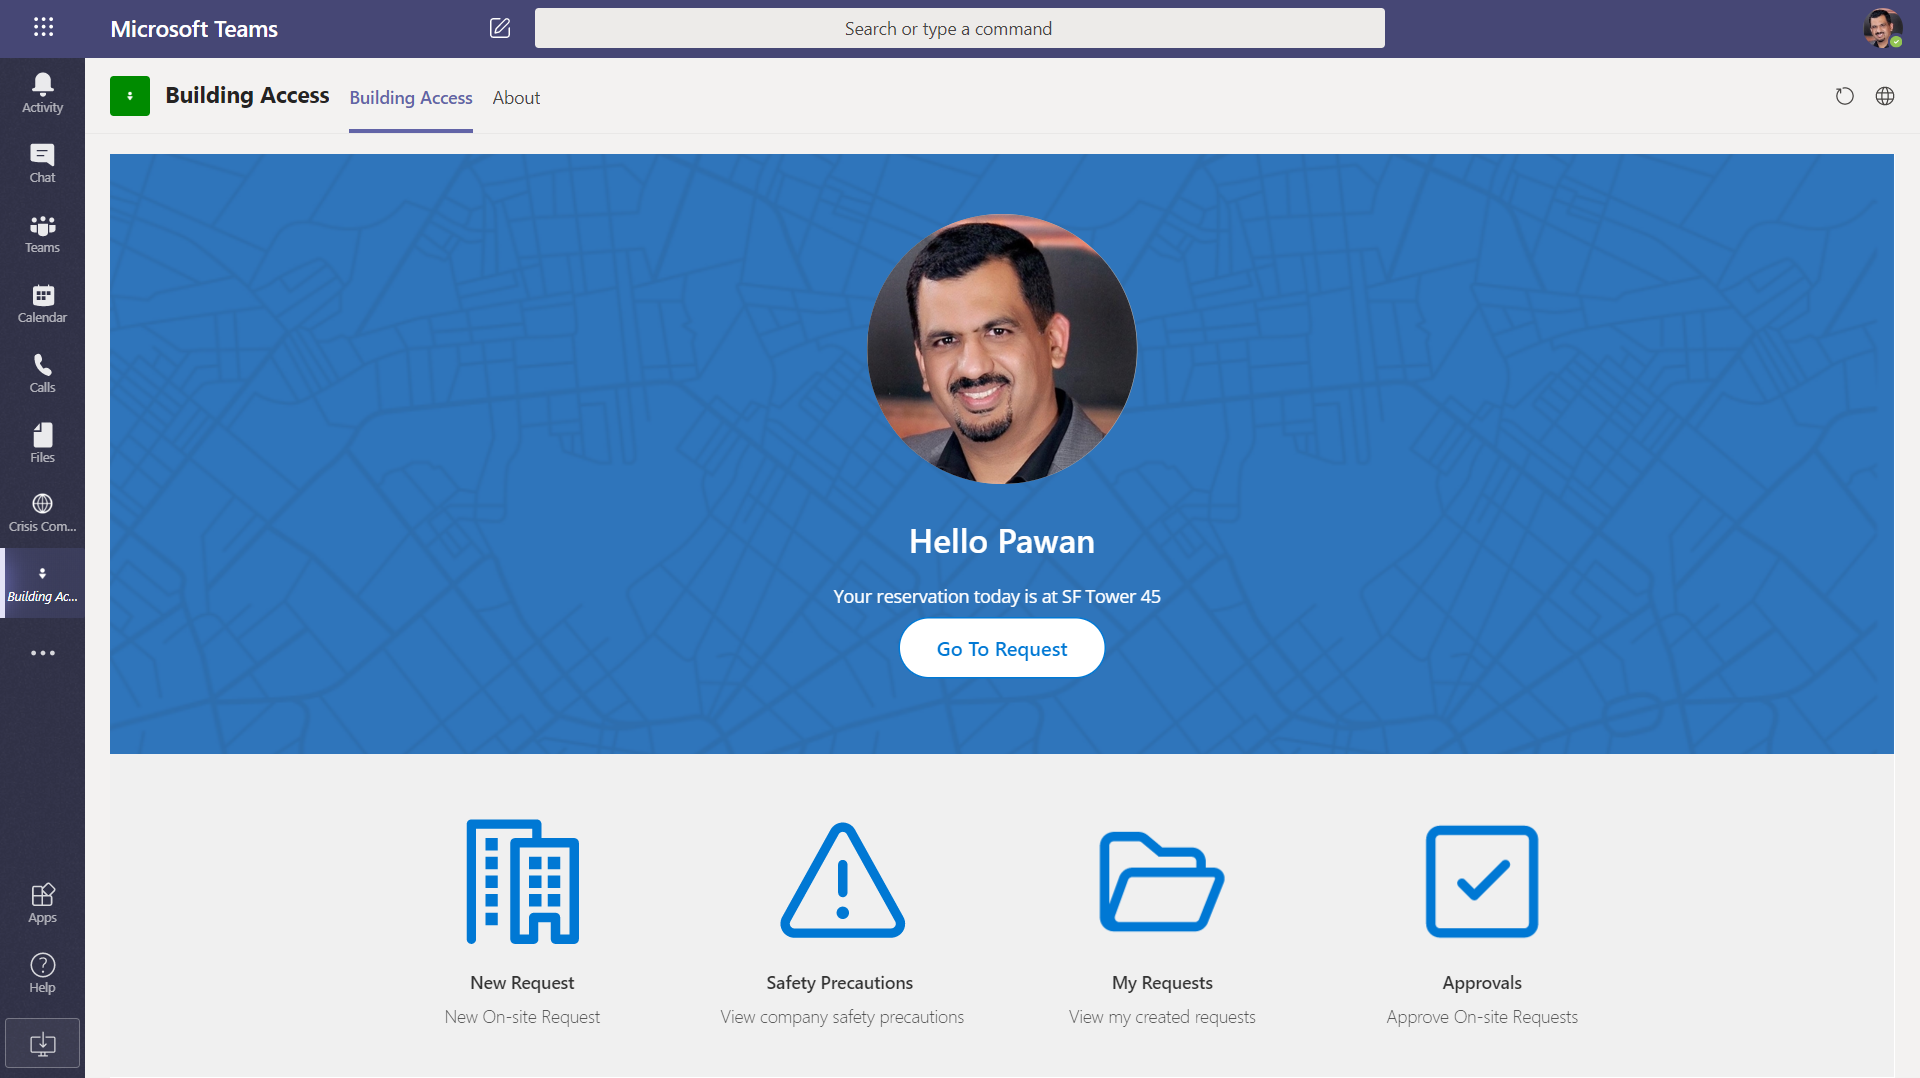 Microsoft Teams
Search or type a command
Activity
Chat
Teams
Calendar
Calls
Files
Crisis Com...
Building Ac...
Apps
Help
Building Access
Building Access
About
Hello Pawan
Your reservation today is at SF Tower 45
Go To Request
New Request
New On-site Request
Safety Precautions
View company safety precautions
My Requests
View my created requests
Approvals
Approve On-site Requests